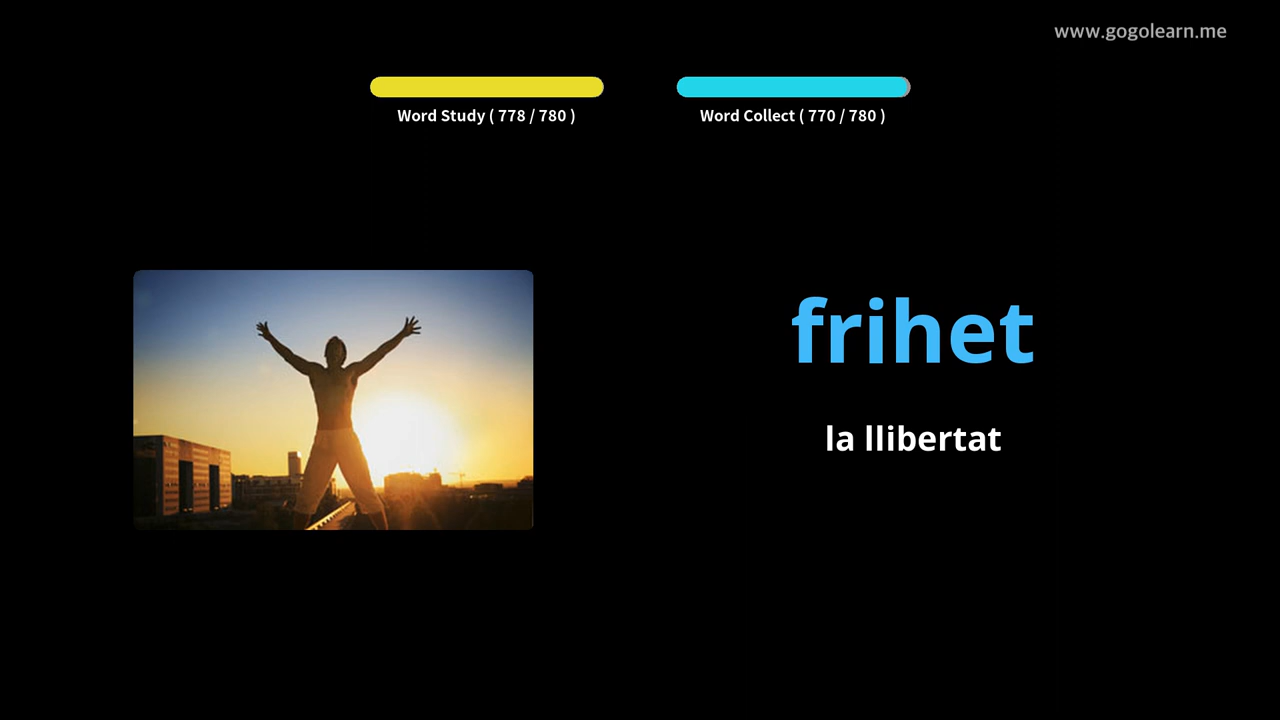 www.gogolearn.me
Word Study ( 778 / 780 )
Word Collect ( 770 / 780 )
frihet
la llibertat